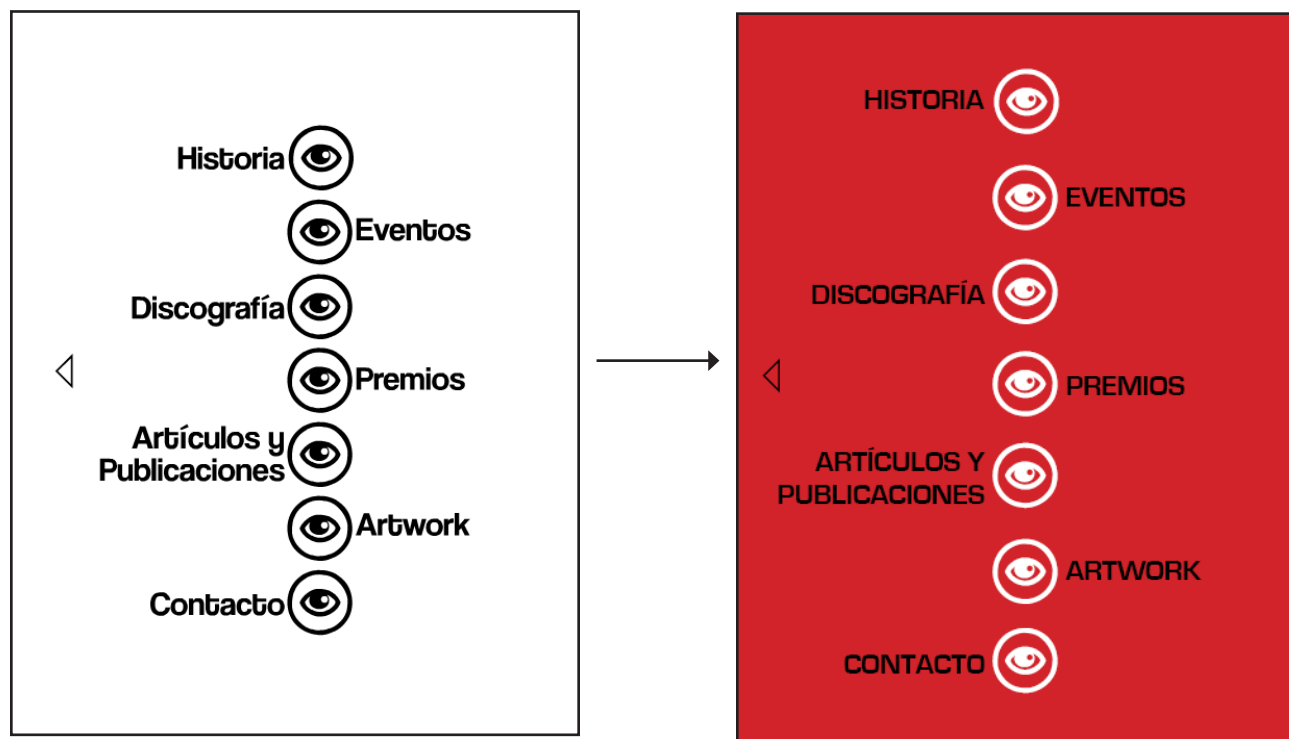 Historia
Eventos
Discografía
Premios
Artículos y
Publicaciones
Artwork
Contacto
HISTORIA
EVENTOS
DISCOGRAFÍA
PREMIOS
ARTÍCULOS Y
PUBLICACIONES
ARTWORK
CONTACTO